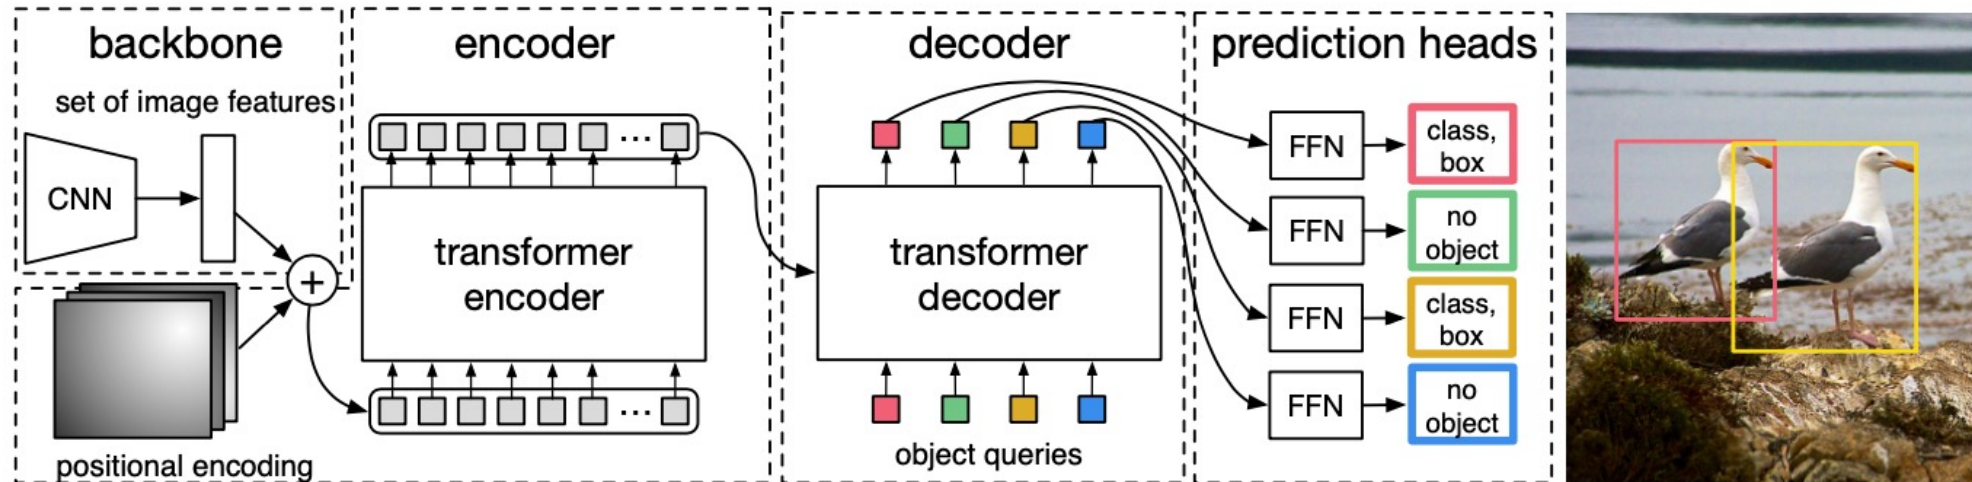 backbone
set of image features
CNN
+
positional encoding
encoder
...
transformer
encoder
...
decoder
transformer
decoder
object queries
prediction heads
FFN
class,
box
FFN
no
object
FFN
class,
box
FFN
no
object